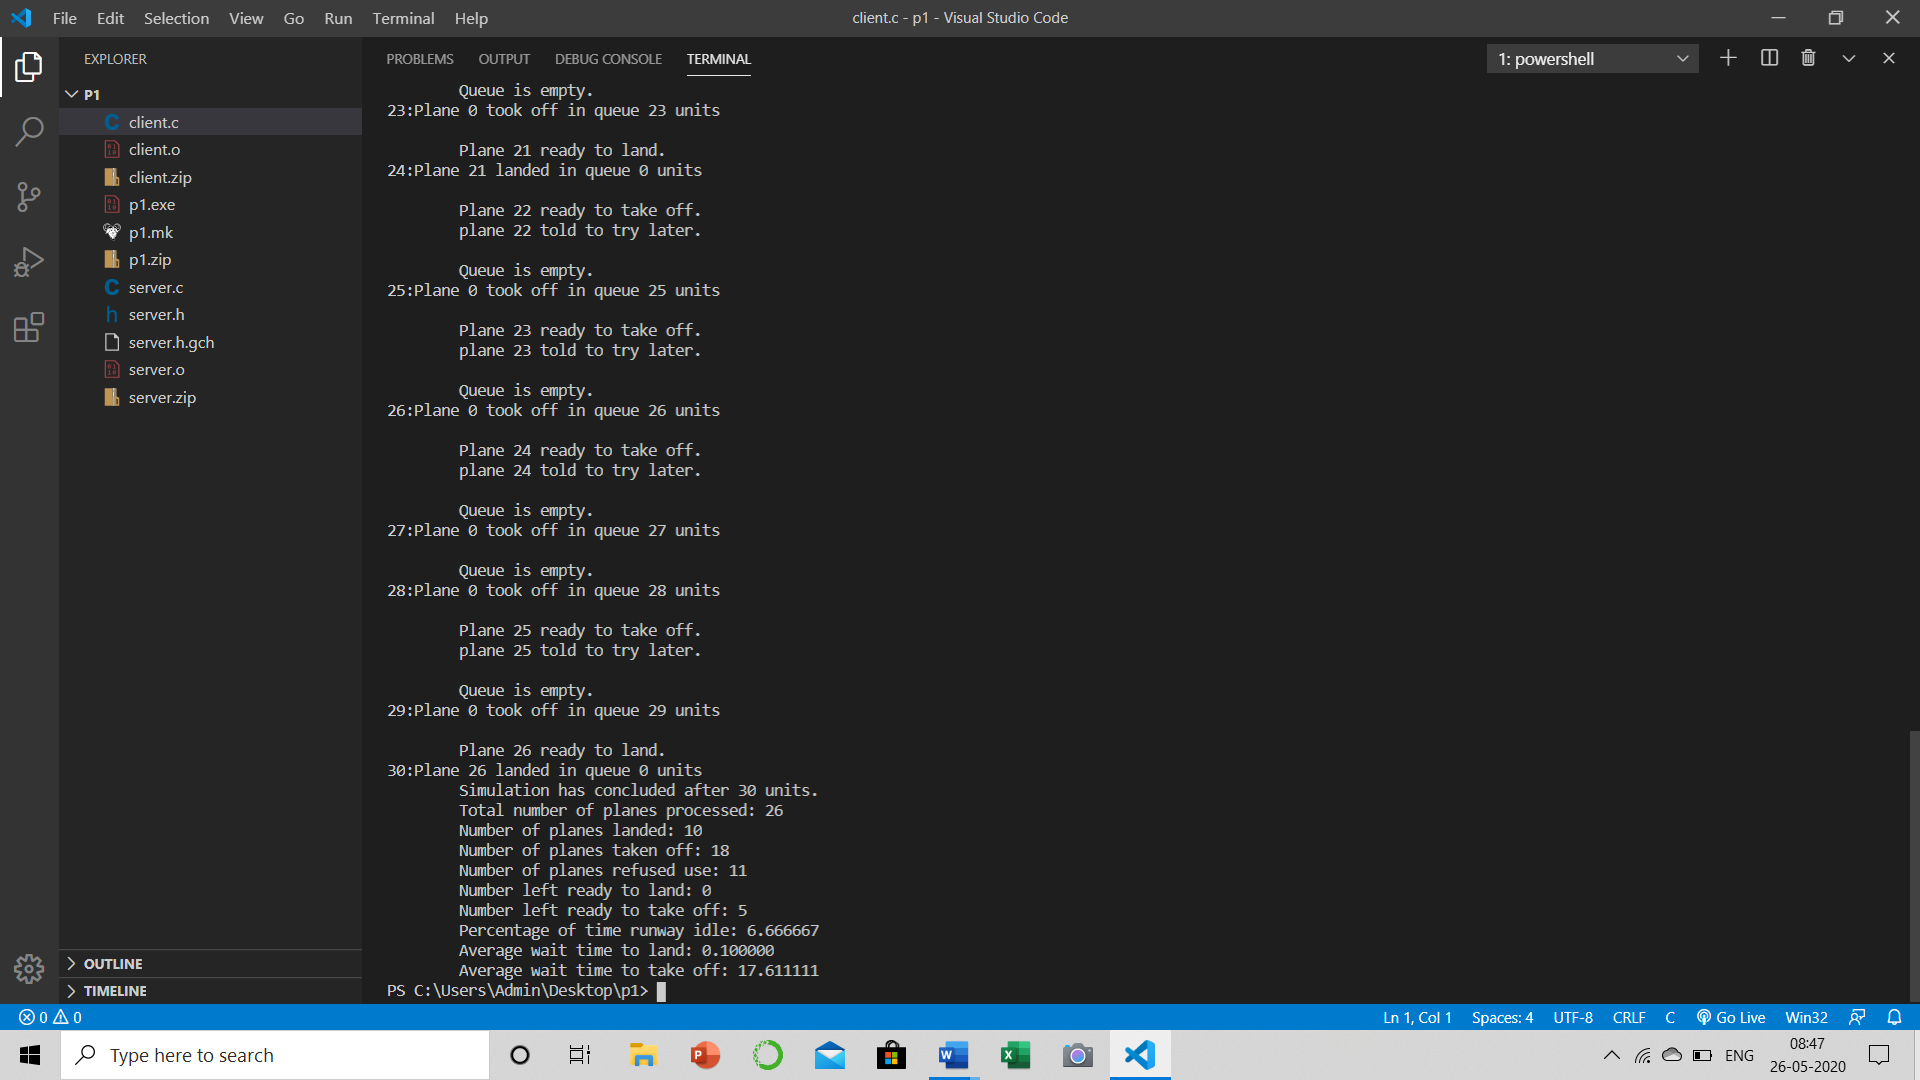 File Edit Selection View Go Run Terminal Help
client.c - p1 - Visual Studio Code
EXPLORER
P1
client.c
client.o
client.zip
p1.exe
p1.mk
p1.zip
server.c
server.h
server.h.gch
server.o
server.zip
OUTLINE
TIMELINE
PROBLEMS OUTPUT DEBUG CONSOLE TERMINAL
1: powershell
Queue is empty.
23:Plane 0 took off in queue 23 units
Plane 21 ready to land.
24:Plane 21 landed in queue 0 units
Plane 22 ready to take off.
plane 22 told to try later.
Queue is empty.
25:Plane 0 took off in queue 25 units
Plane 23 ready to take off.
plane 23 told to try later.
Queue is empty.
26:Plane 0 took off in queue 26 units
Plane 24 ready to take off.
plane 24 told to try later.
Queue is empty.
27:Plane 0 took off in queue 27 units
Queue is empty.
28:Plane 0 took off in queue 28 units
Plane 25 ready to take off.
plane 25 told to try later.
Queue is empty.
29:Plane 0 took off in queue 29 units
Plane 26 ready to land.
30:Plane 26 landed in queue 0 units
Simulation has concluded after 30 units.
Total number of planes processed: 26
Number of planes landed: 10
Number of planes taken off: 18
Number of planes refused use: 11
Number left ready to land: 0
Number left ready to take off: 5
Percentage of time runway idle: 6.666667
Average wait time to land: 0.100000
Average wait time to take off: 17.611111
PS C:\Users\Admin\Desktop\p1>
0 0
Ln 1, Col 1 Spaces: 4 UTF-8 CRLF C Go Live Win32
Type here to search
ENG
08:47
26-05-2020